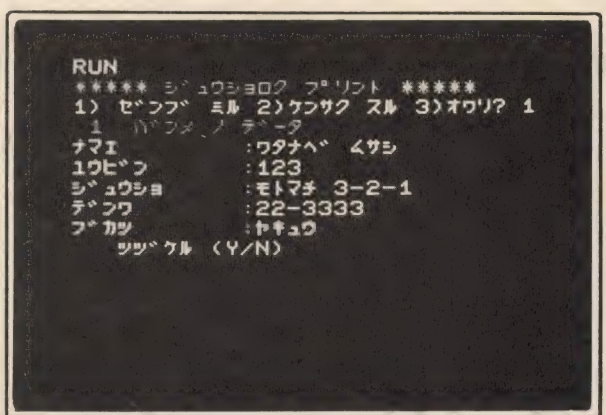 RUN
***** ジュウショロク プリント *****
1) ゼンブ ミル 2)ケンサク スル 3)オワリ? 1
1 バンメ ノ データ
ナマエ :ワタナベ ムサシ
ユウビン :123
ジュウショ :モトマチ 3-2-1
デンワ :22-3333
ブカツ :ヤキュウ
ツヅケル (Y/N)